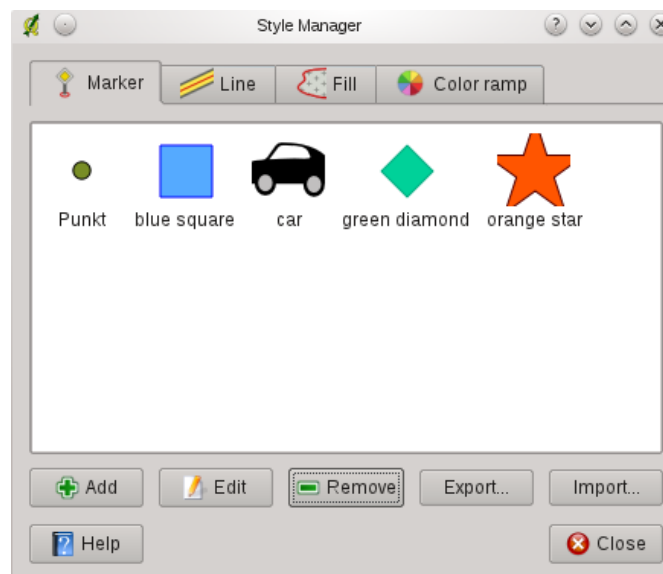 Style Manager
Marker Line Fill Color ramp
Punkt blue square car green diamond orange star
Add Edit Remove Export... Import...
Help Close